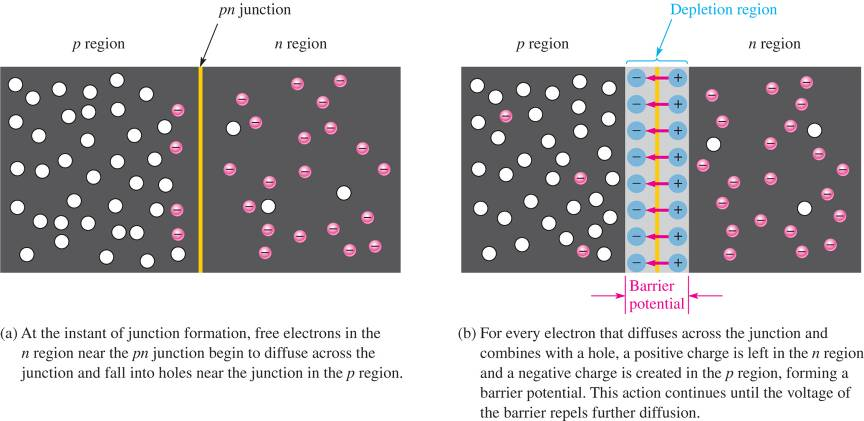 pn junction
p region
n region
Depletion region
p region
n region
Barrier
potential
(a) At the instant of junction formation, free electrons in the
n region near the pn junction begin to diffuse across the
junction and fall into holes near the junction in the p region.
(b) For every electron that diffuses across the junction and
combines with a hole, a positive charge is left in the n region
and a negative charge is created in the p region, forming a
barrier potential. This action continues until the voltage of
the barrier repels further diffusion.